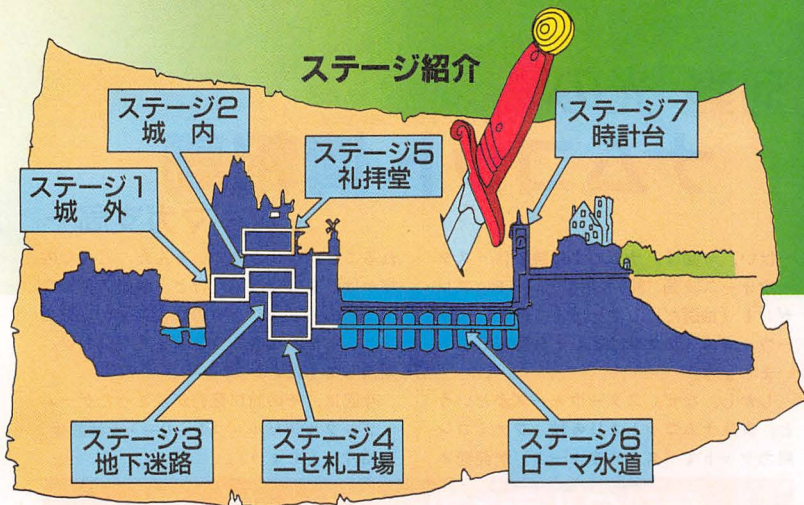 ステージ紹介
ステージ1
城 外
ステージ2
城 内
ステージ5
礼拝堂
ステージ7
時計台
ステージ3
地下迷路
ステージ4
ニセ札工場
ステージ6
ローマ水道